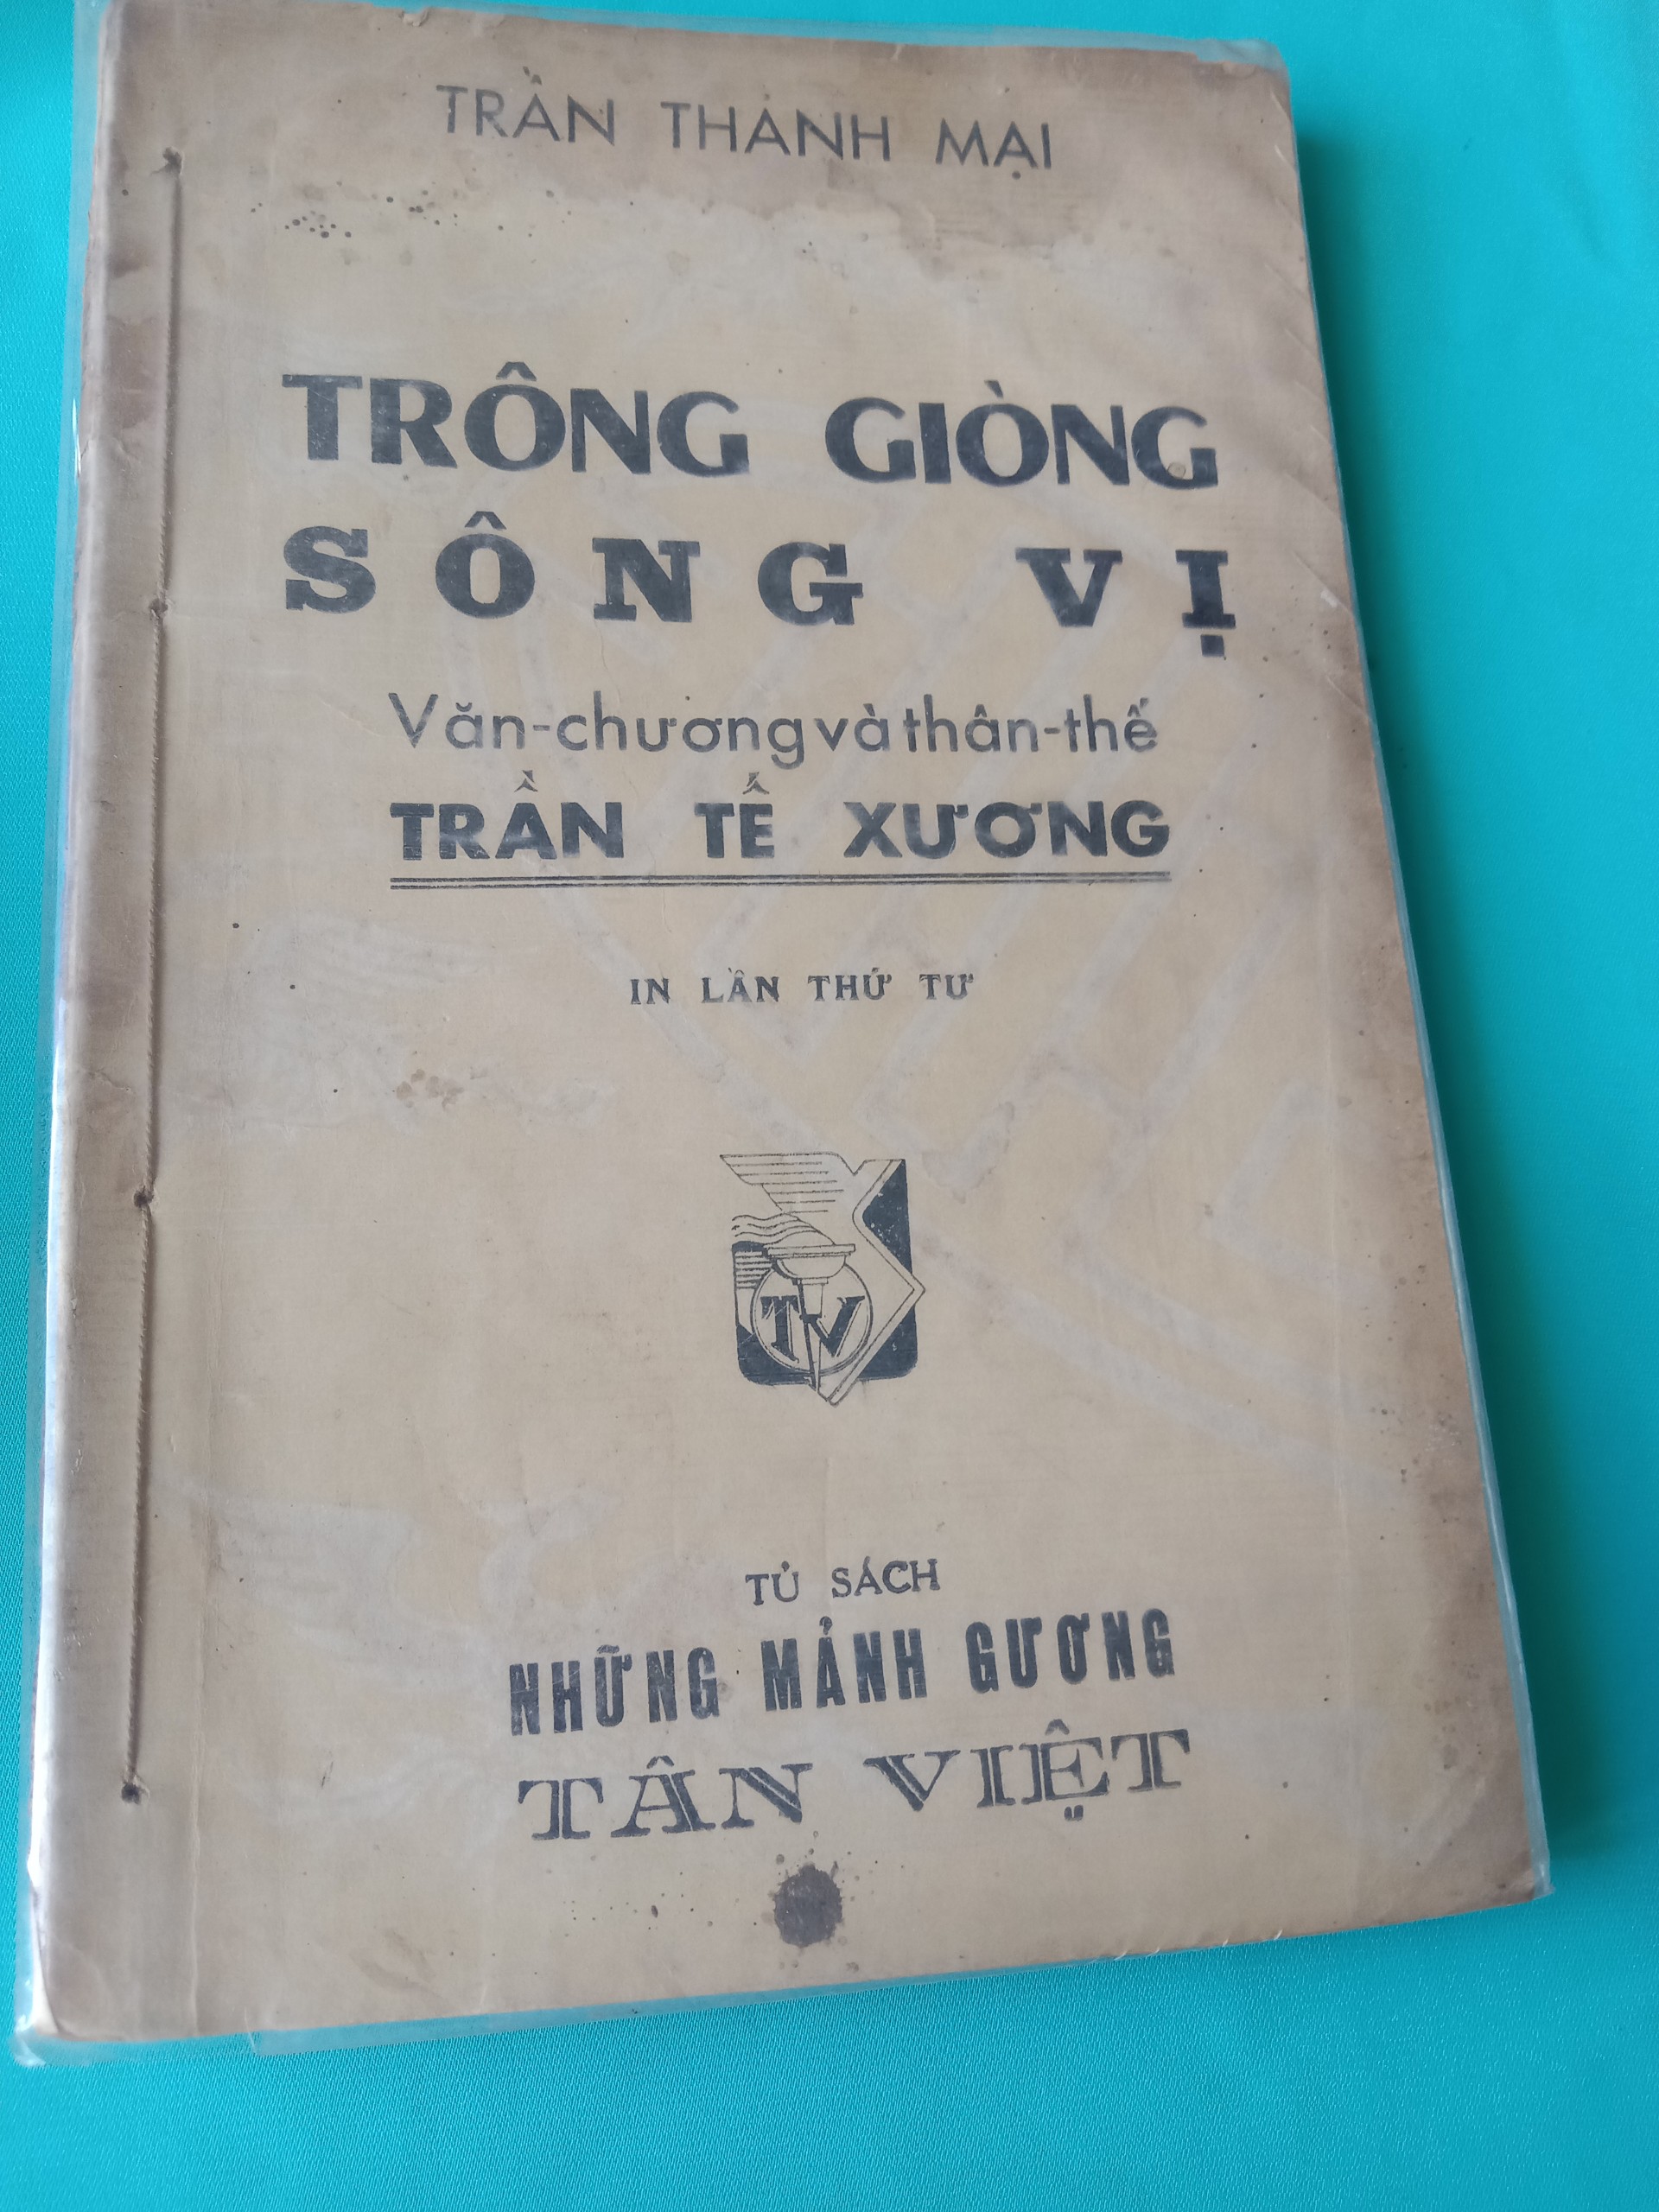 TRẦN THANH MẠI
TRÔNG GIÒNG
SÔNG VỊ
Văn-chương và thân-thế
TRẦN TẾ XƯƠNG
IN LẦN THỨ TƯ
TV
TỦ SÁCH
NHỮNG MẢNH GƯƠNG
TÂN VIỆT